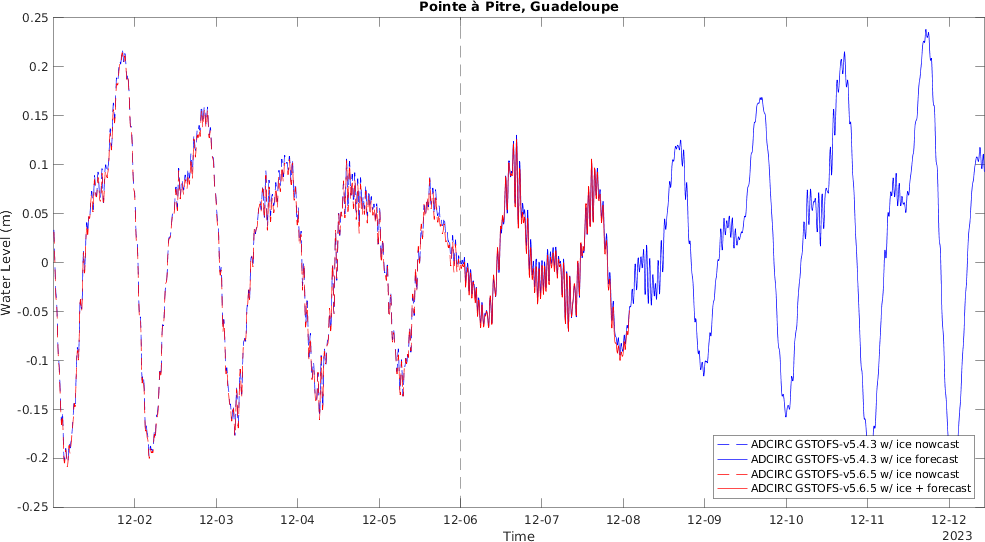 Pointe à Pitre, Guadeloupe
0.25
0.2
0.15
0.1
0.05
0
-0.05
-0.1
-0.15
-0.2
-0.25
Water Level (m)
ADCIRC GSTOFS-v5.4.3 w/ ice nowcast
ADCIRC GSTOFS-v5.4.3 w/ ice forecast
ADCIRC GSTOFS-v5.6.5 w/ ice nowcast
ADCIRC GSTOFS-v5.6.5 w/ ice + forecast
12-02 12-03 12-04 12-05 12-06 12-07 12-08 12-09 12-10 12-11 12-12
2023
Time